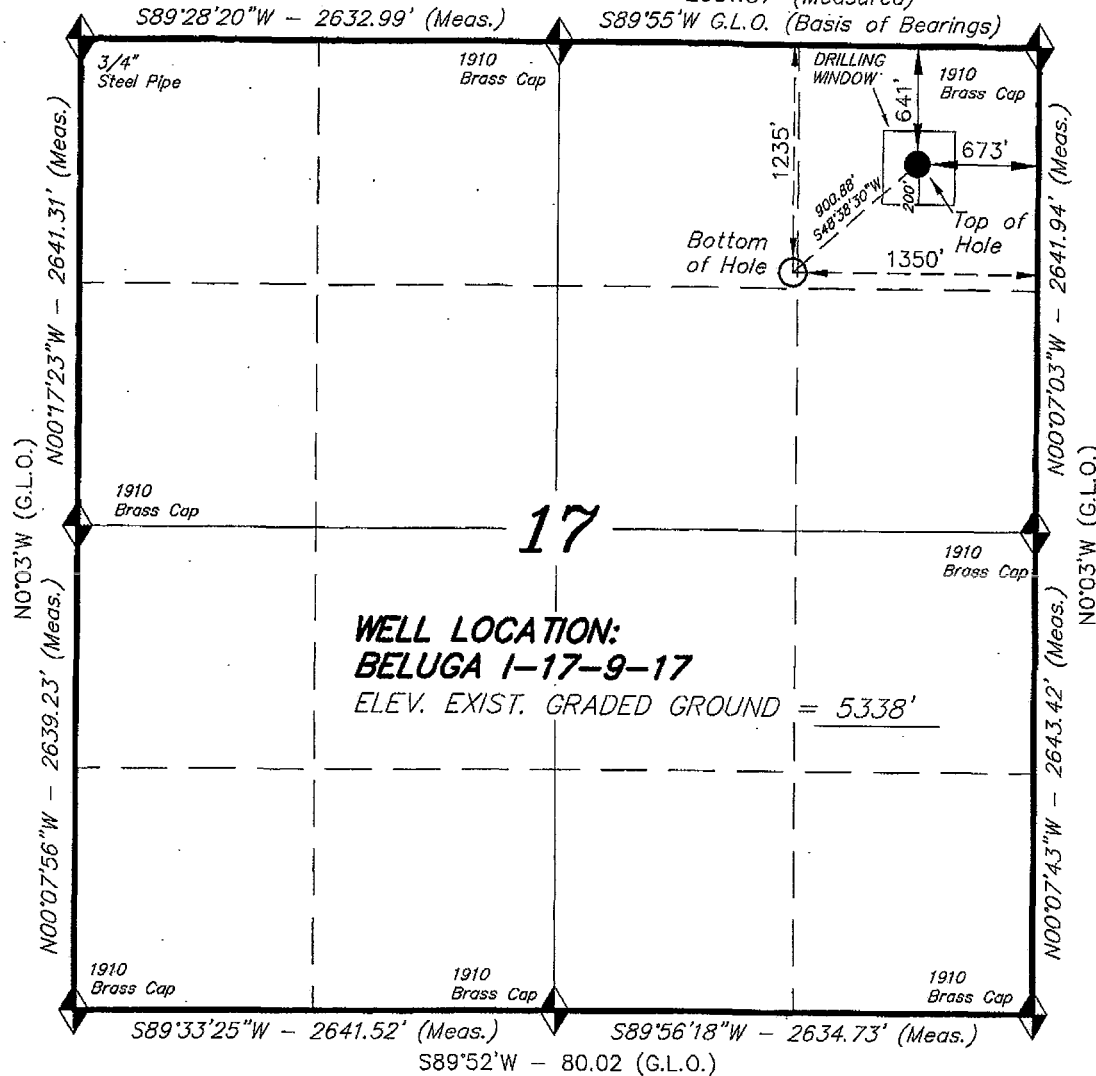 S89°28'20"W - 2632.99' (Meas.)
(Measured)
S89°55'W G.L.O. (Basis of Bearings)
3/4"
Steel Pipe
1910
Brass Cap
DRILLING
WINDOW
1910
Brass Cap
641'
673'
1235'
900.88'
S48°38'30"W
200'
Top of
Hole
Bottom
of Hole
1350'
N00°17'23"W - 2641.31' (Meas.)
N00°07'03"W - 2641.94' (Meas.)
N0°03'W (G.L.O.)
N0°03'W (G.L.O.)
1910
Brass Cap
17
1910
Brass Cap
WELL LOCATION:
BELUGA I-17-9-17
ELEV. EXIST. GRADED GROUND = 5338'
N00°07'56"W - 2639.23' (Meas.)
N00°07'43"W - 2643.42' (Meas.)
1910
Brass Cap
1910
Brass Cap
1910
Brass Cap
S89°33'25"W - 2641.52' (Meas.)
S89°56'18"W - 2634.73' (Meas.)
S89°52'W - 80.02 (G.L.O.)